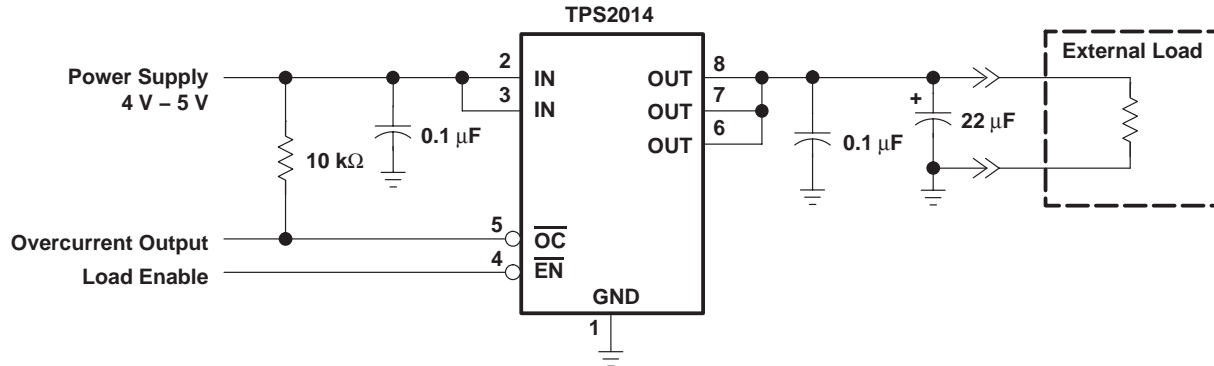 TPS2014
Power Supply
4 V – 5 V
2
IN
3
IN
10 kΩ
0.1 µF
OUT
8
OUT
7
OUT
6
0.1 µF
+
22 µF
External Load
Overcurrent Output
5
OC
Load Enable
4
EN
GND
1